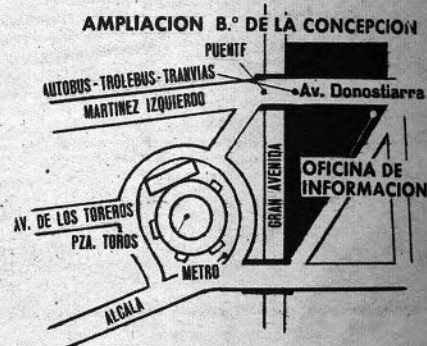 AMPLIACION B.º DE LA CONCEPCION
PUENTE
AUTOBUS - TROLEBUS - TRANVIAS
Av. Donostiarra
MARTINEZ IZQUIERDO
GRAN AVENIDA
OFICINA DE
INFORMACION
AV. DE LOS TOREROS
PZA. TOROS
METRO
ALCALA